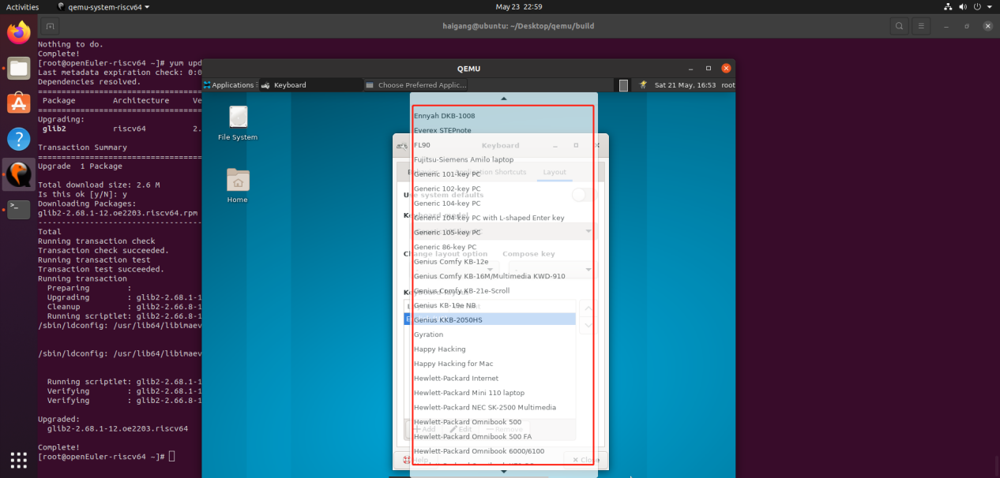 Activities
qemu-system-riscv64
May 23 22:59
haigang@ubuntu: ~/Desktop/qemu/build
Nothing to do.
Complete!
[root@openEuler-riscv64 ~]# yum upd
Last metadata expiration check: 0:0
Dependencies resolved.
Package Architecture Ve
Upgrading:
glib2 riscv64 2.
Transaction Summary
Upgrade 1 Package
Total download size: 2.6 M
Is this ok [y/N]: y
Downloading Packages:
glib2-2.68.1-12.oe2203.riscv64.rpm
Total
Running transaction check
Transaction check succeeded.
Running transaction test
Transaction test succeeded.
Running transaction
Preparing :
Upgrading : glib2-2.68.1-1
Cleanup : glib2-2.66.8-1
Running scriptlet: glib2-2.66.8-1
/sbin/ldconfig: /usr/lib64/libimaev
/sbin/ldconfig: /usr/lib64/libimaev
Running scriptlet: glib2-2.68.1-1
Verifying : glib2-2.68.1-1
Verifying : glib2-2.66.8-1
Upgraded:
glib2-2.68.1-12.oe2203.riscv64
Complete!
[root@openEuler-riscv64 ~]#
QEMU
Applications
Keyboard
Choose Preferred Applic...
Sat 21 May, 16:53 root
File System
Home
Keyboard
Application Shortcuts
Layout
Use system defaults
Change layout option
Compose key
Add
Edit
Remove
Help
Close
Ennyah DKB-1008
Everex STEPnote
FL90
Fujitsu-Siemens Amilo laptop
Generic 101-key PC
Generic 102-key PC
Generic 104-key PC
Generic 104-key PC with L-shaped Enter key
Generic 105-key PC
Generic 86-key PC
Genius Comfy KB-12e
Genius Comfy KB-16M/Multimedia KWD-910
Genius Comfy KB-21e-Scroll
Genius KB-19e NB
Genius KKB-2050HS
Gyration
Happy Hacking
Happy Hacking for Mac
Hewlett-Packard Internet
Hewlett-Packard Mini 110 laptop
Hewlett-Packard NEC SK-2500 Multimedia
Hewlett-Packard Omnibook 500
Hewlett-Packard Omnibook 500 FA
Hewlett-Packard Omnibook 6000/6100